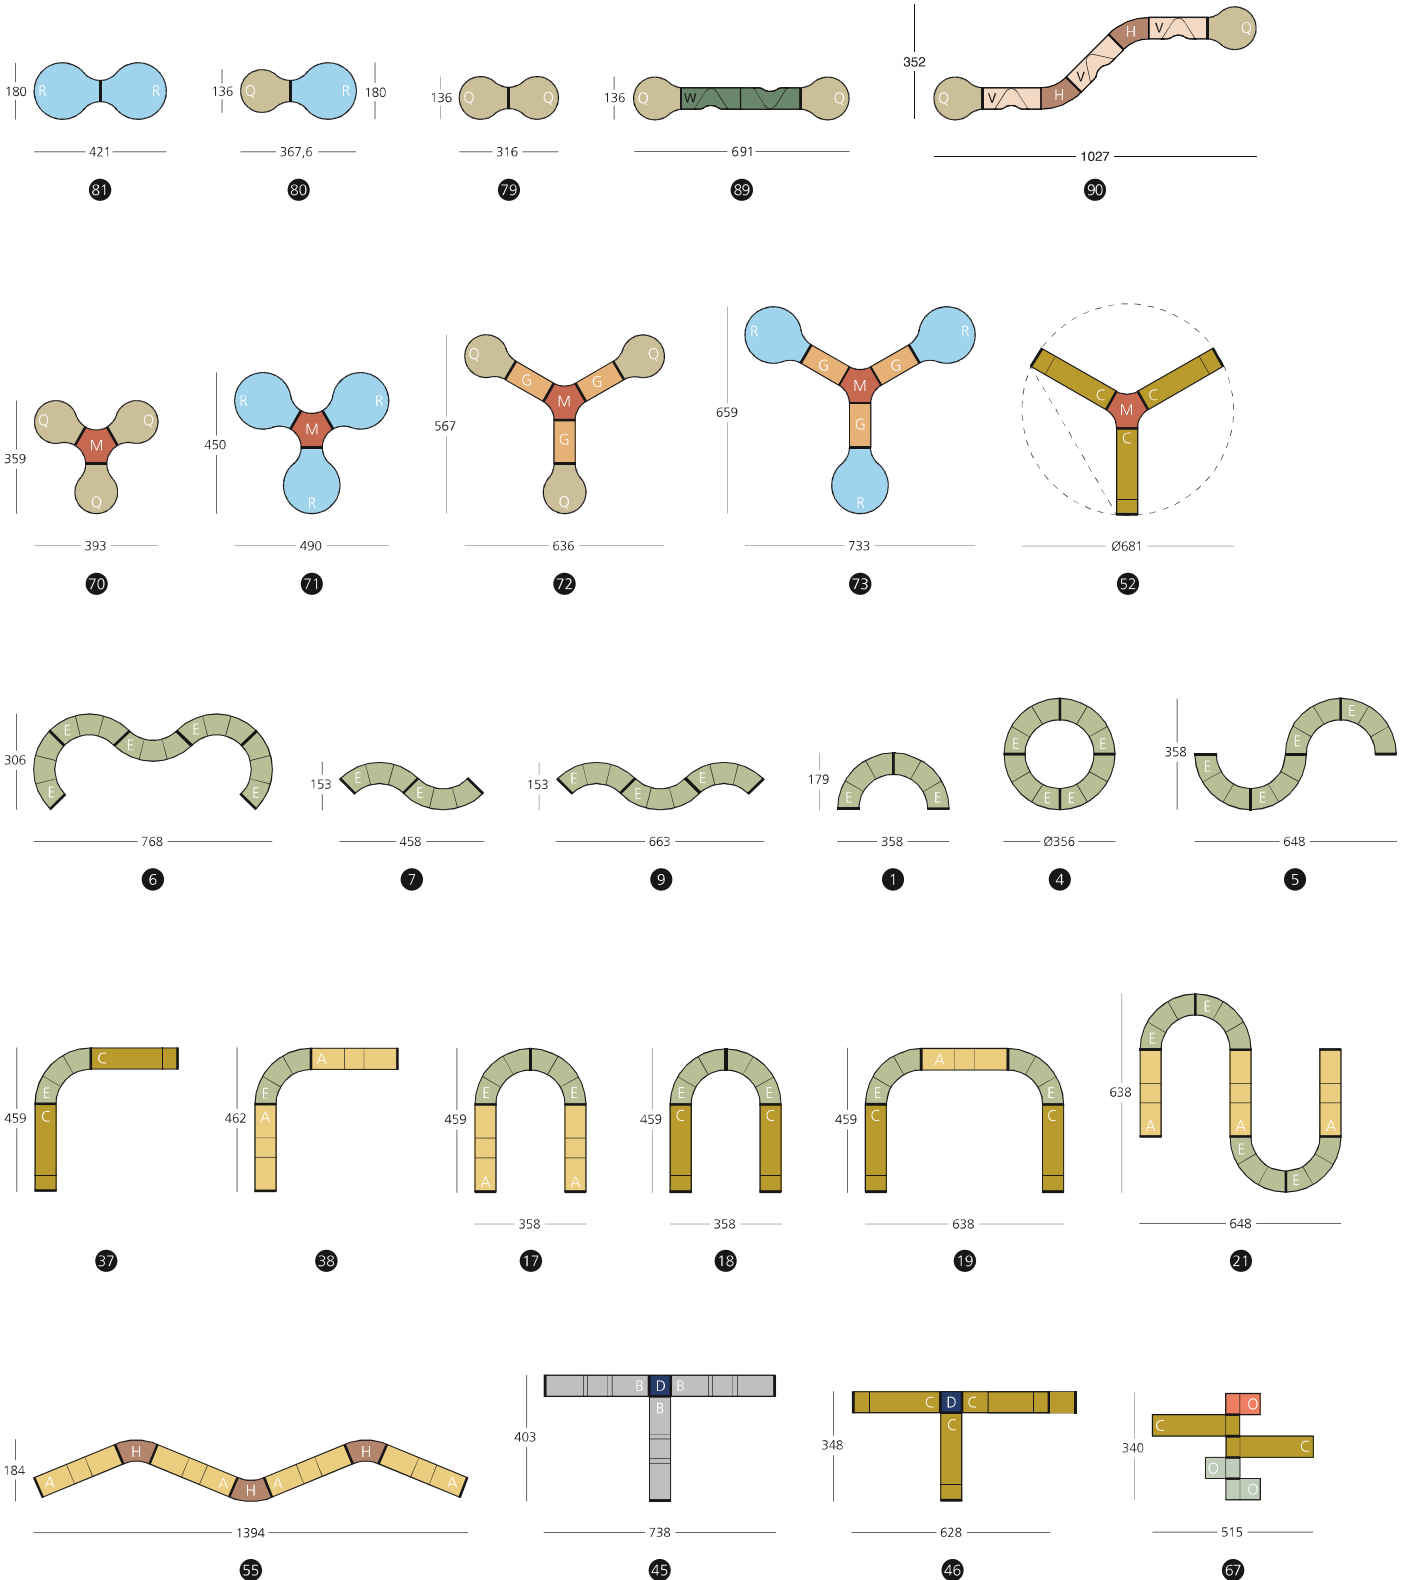 R R
180
421
81
Q R
136 180
367,6
80
Q Q
136
316
79
Q W Q
136
691
89
Q V H V H V Q
352
1027
90
Q Q
M
Q
359
393
70
R R
M
R
450
490
71
Q Q
G G
M
G
Q
567
636
72
R R
G G
M
G
R
659
733
73
C C
M
C
Ø681
52
E E
E
E
306
768
6
E
E
153
458
7
E E
E
153
663
9
E E
179
358
1
E E
E E
Ø356
4
E
E
E E
358
648
5
C
E
C
459
37
A
E
A
462
38
E E
A A
459
358
17
E E
C C
459
358
18
A
E E
C C
459
638
19
E
E
A A A
E
E
638
648
21
H H
A A A A
H
184
1394
55
B D B
B
403
738
45
C D C
C
348
628
46
O
C
C
O
O
340
515
67